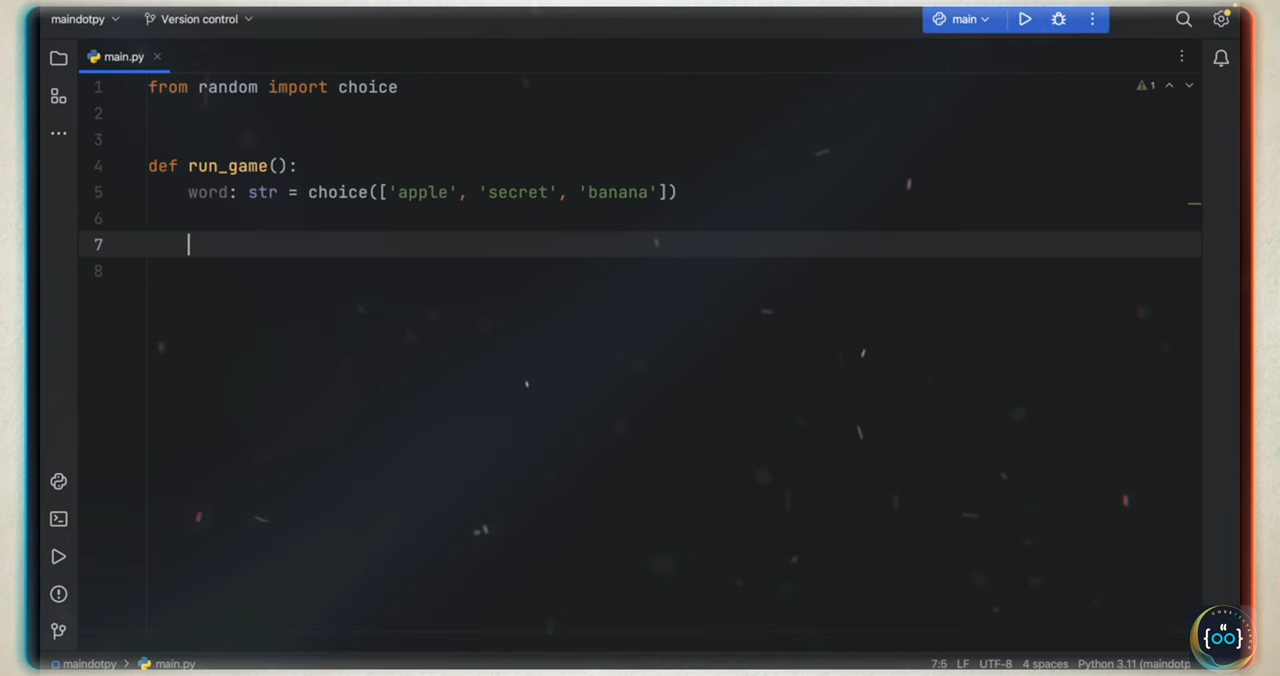 maindotpy Version control main
main.py
1
1 from random import choice
2
3
4 def run_game():
5 word: str = choice(['apple', 'secret', 'banana'])
6
7
8
maindotpy > main.py 7:5 LF UTF-8 4 spaces Python 3.11 (maindotp